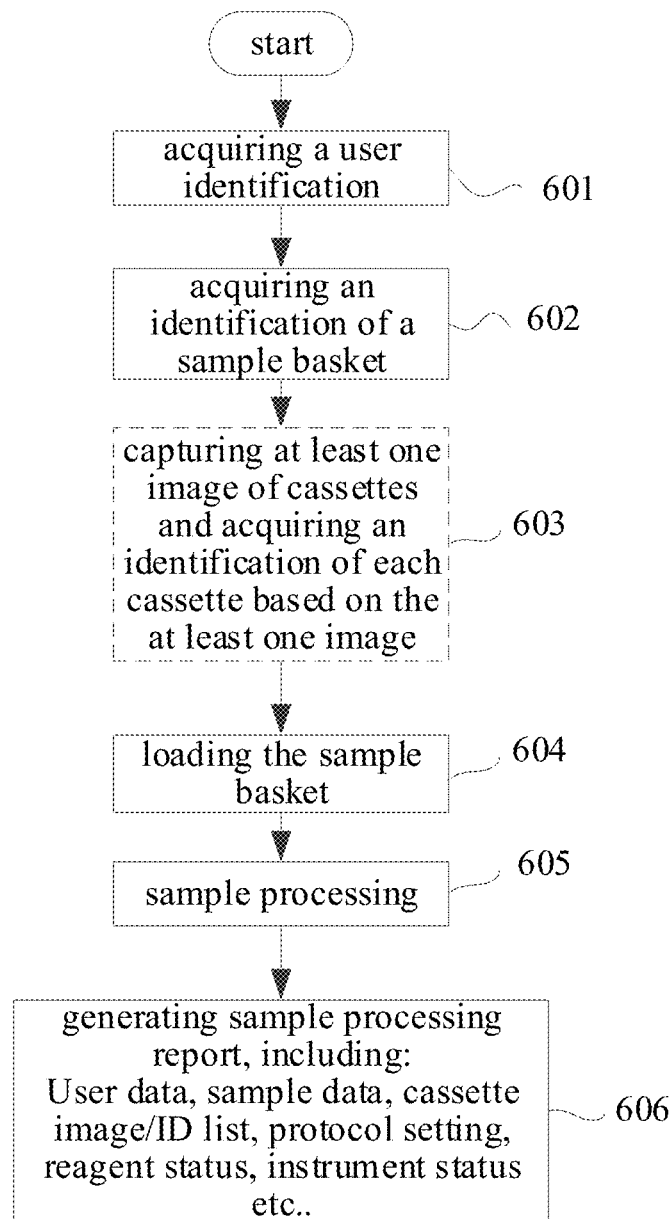 start
acquiring a user
identification
601
acquiring an
identification of a
sample basket
602
capturing at least one
image of cassettes
and acquiring an
identification of each
cassette based on the
at least one image
603
loading the sample
basket
604
sample processing
605
generating sample processing
report, including:
User data, sample data, cassette
image/ID list, protocol setting,
reagent status, instrument status
etc..
606